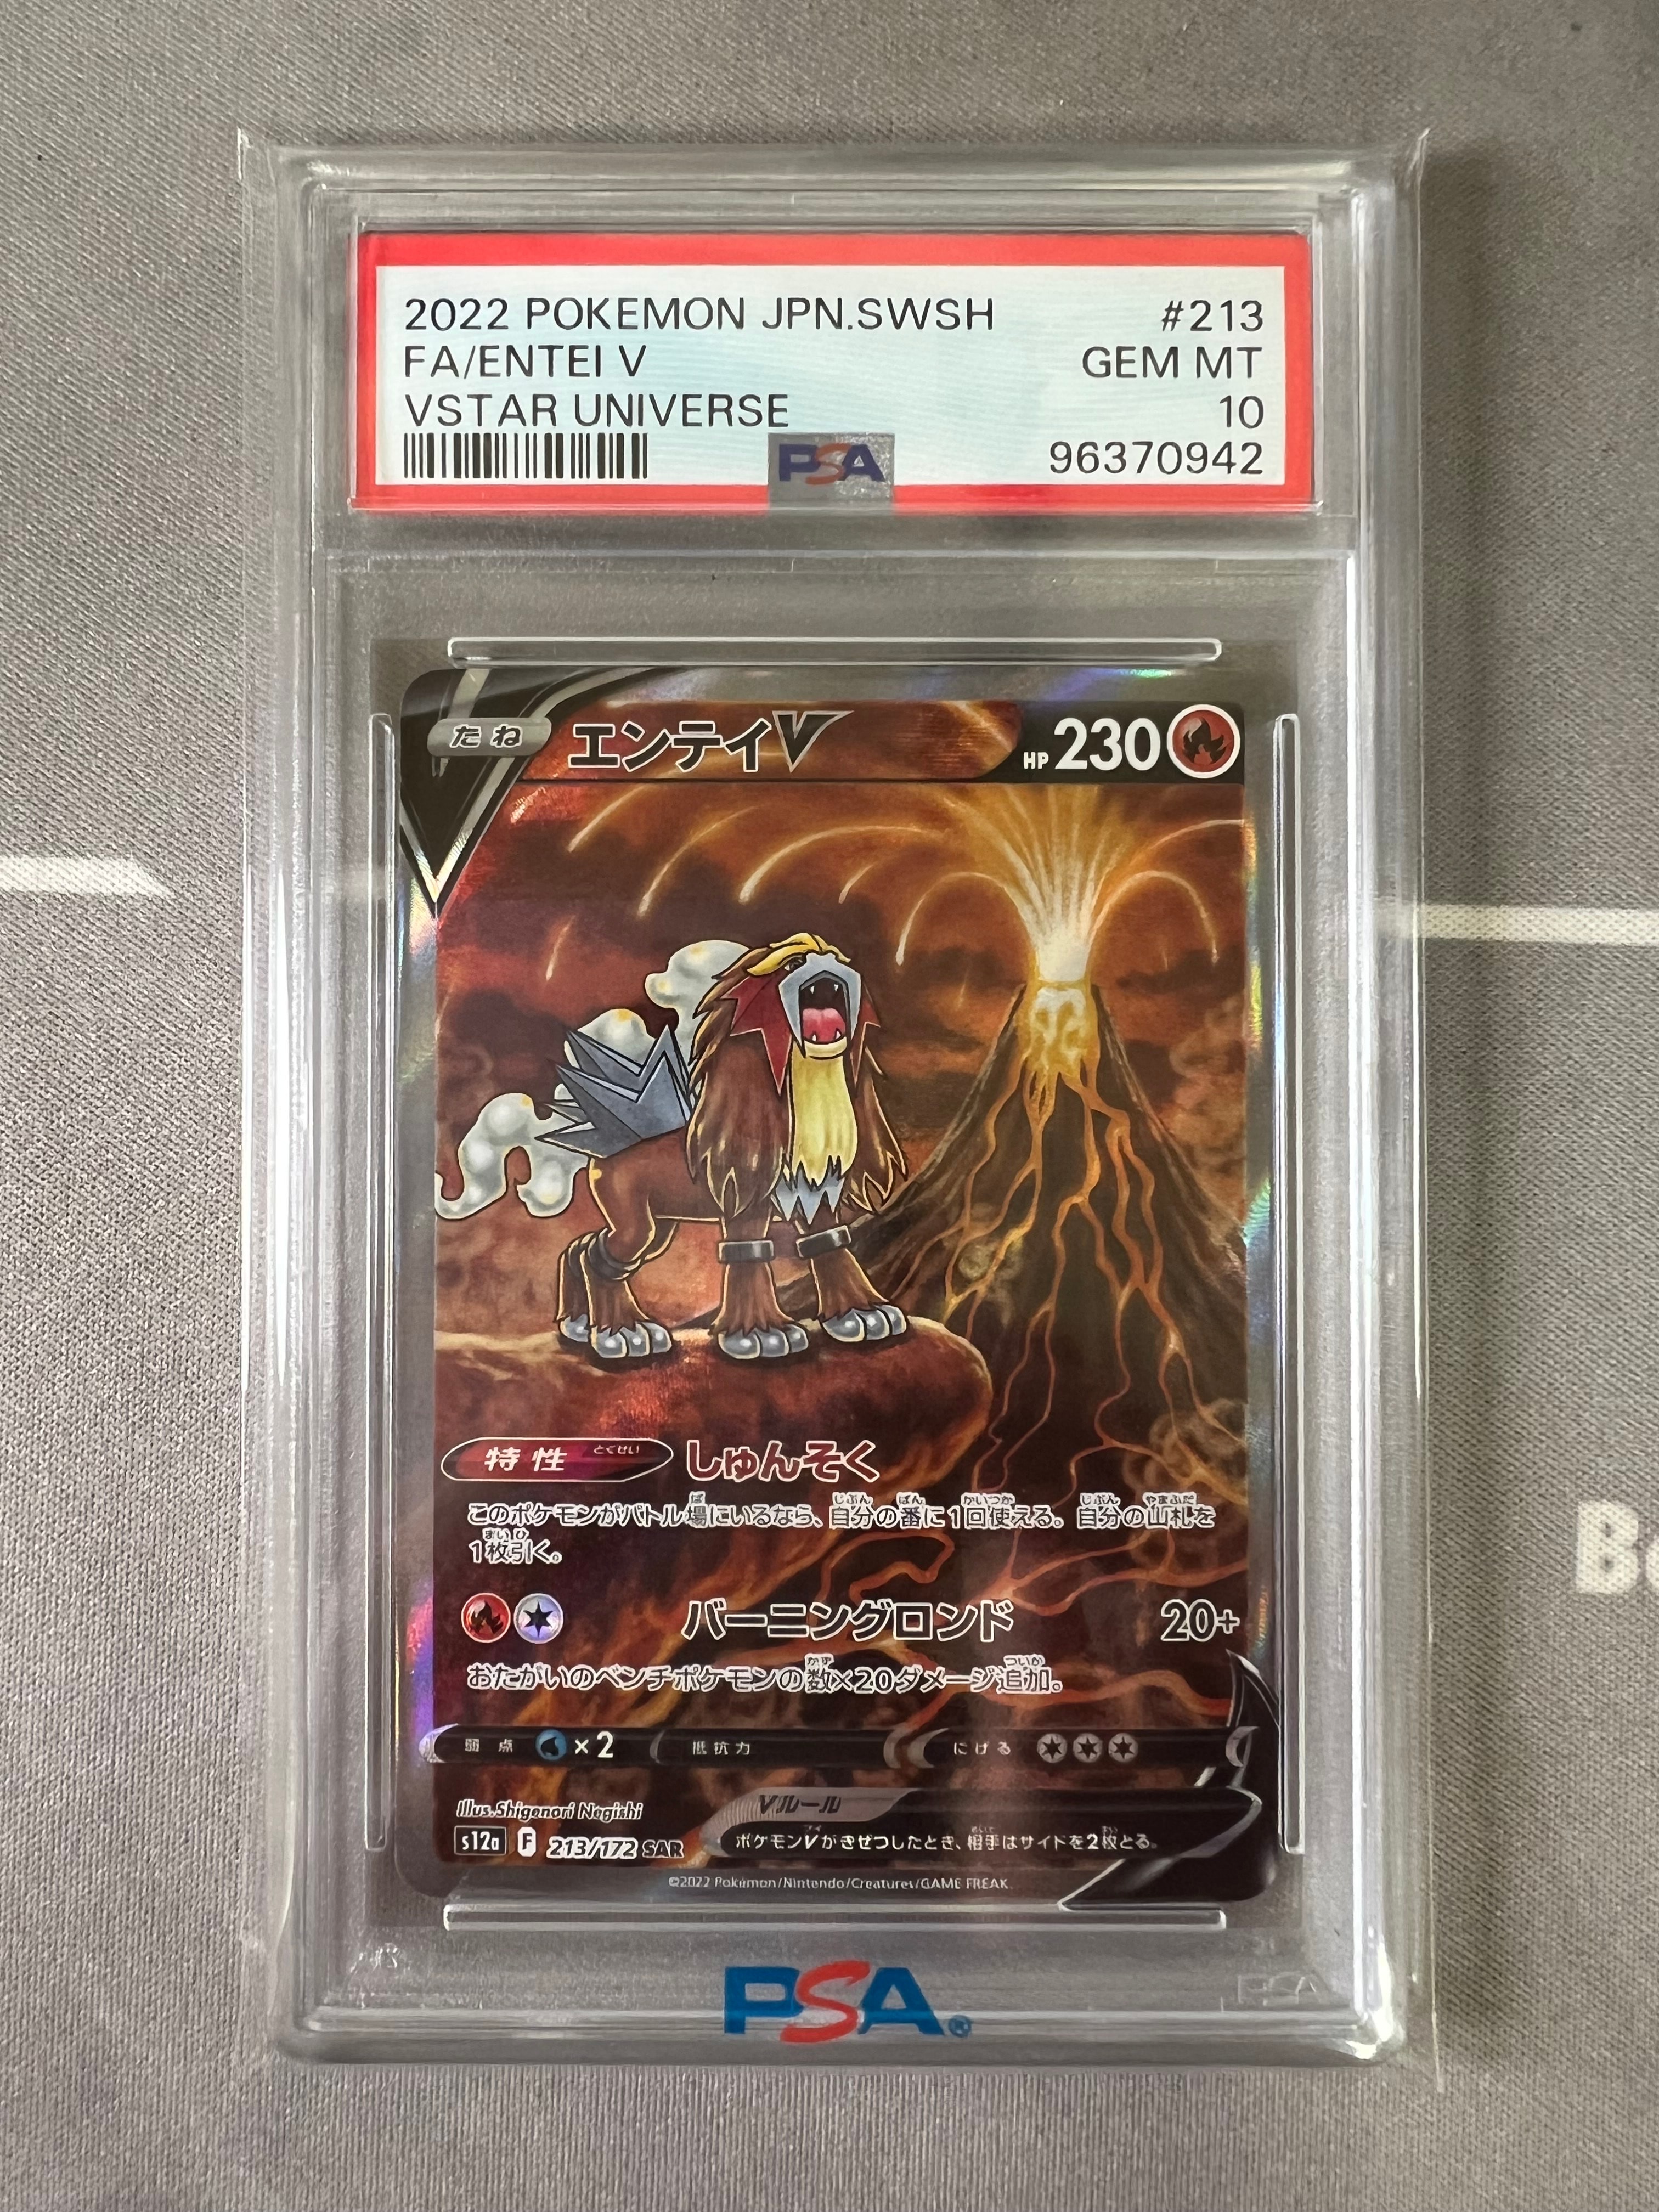 2022 POKEMON JPN.SWSH #213
FA/ENTEI V GEM MT
VSTAR UNIVERSE 10
PSA 96370942
たね エンテイV HP 230
特性 とくせい しゅんそく
このポケモンがバトル場にいるなら、自分の番に1回使える。自分の山札を
1枚引く。
バーニングロンド 20+
おたがいのベンチポケモンの数×20ダメージ追加。
弱点 ×2 抵抗力 にげる
Illus.Shigenori Negishi Vルール
s12a F 213/172 SAR ポケモンVがきぜつしたとき、相手はサイドを2枚とる。
©2022 Pokémon/Nintendo/Creatures/GAME FREAK
PSA®